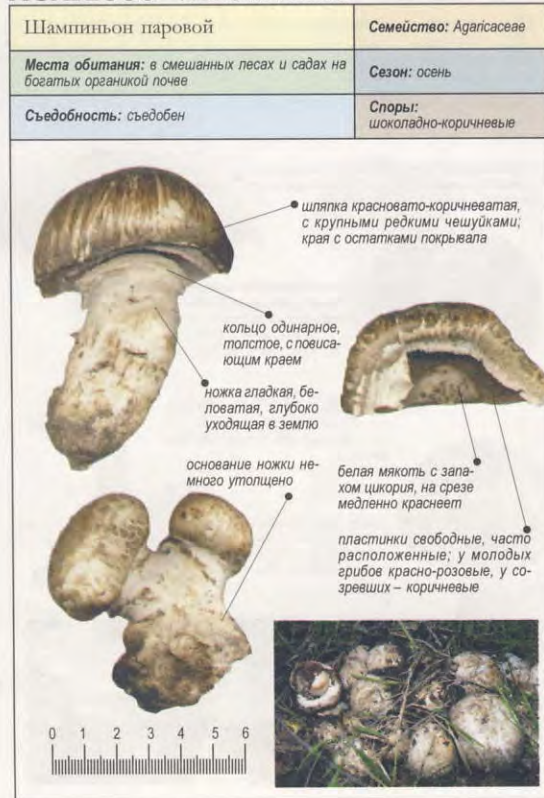 Шампиньон паровой
Семейство: Agaricaceae
Места обитания: в смешанных лесах и садах на
богатых органикой почве
Сезон: осень
Съедобность: съедобен
Споры:
шоколадно-коричневые
шляпка красновато-коричневатая,
с крупными редкими чешуйками;
края с остатками покрывала
кольцо одинарное,
толстое, с повиса-
ющим краем
ножка гладкая, бе-
ловатая, глубоко
уходящая в землю
основание ножки не-
много утолщено
белая мякоть с запа-
хом цикория, на срезе
медленно краснеет
пластинки свободные, часто
расположенные; у молодых
грибов красно-розовые, у со-
зревших – коричневые
0 1 2 3 4 5 6